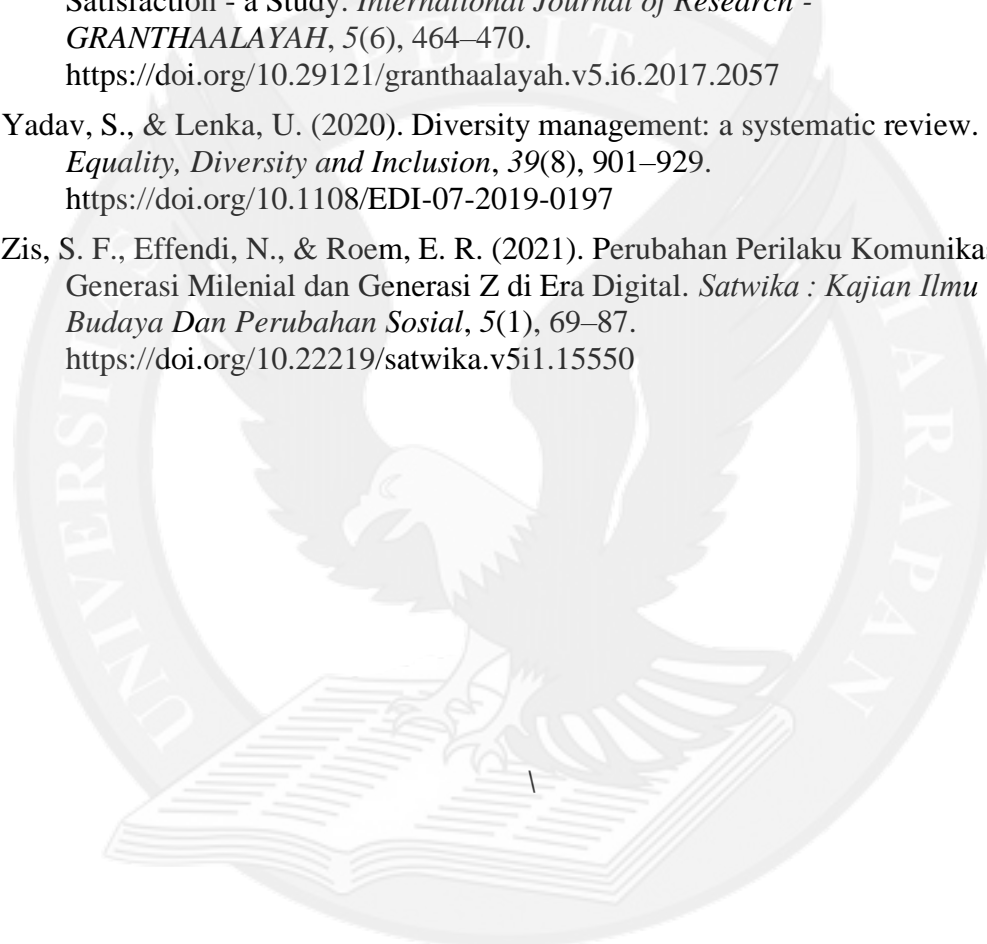 Satisfaction - a Study. International Journal of Research -
GRANTHAALAYAH, 5(6), 464–470.
https://doi.org/10.29121/granthaalayah.v5.i6.2017.2057
Yadav, S., & Lenka, U. (2020). Diversity management: a systematic review.
Equality, Diversity and Inclusion, 39(8), 901–929.
https://doi.org/10.1108/EDI-07-2019-0197
Zis, S. F., Effendi, N., & Roem, E. R. (2021). Perubahan Perilaku Komunikas
Generasi Milenial dan Generasi Z di Era Digital. Satwika : Kajian Ilmu
Budaya Dan Perubahan Sosial, 5(1), 69–87.
https://doi.org/10.22219/satwika.v5i1.15550
\